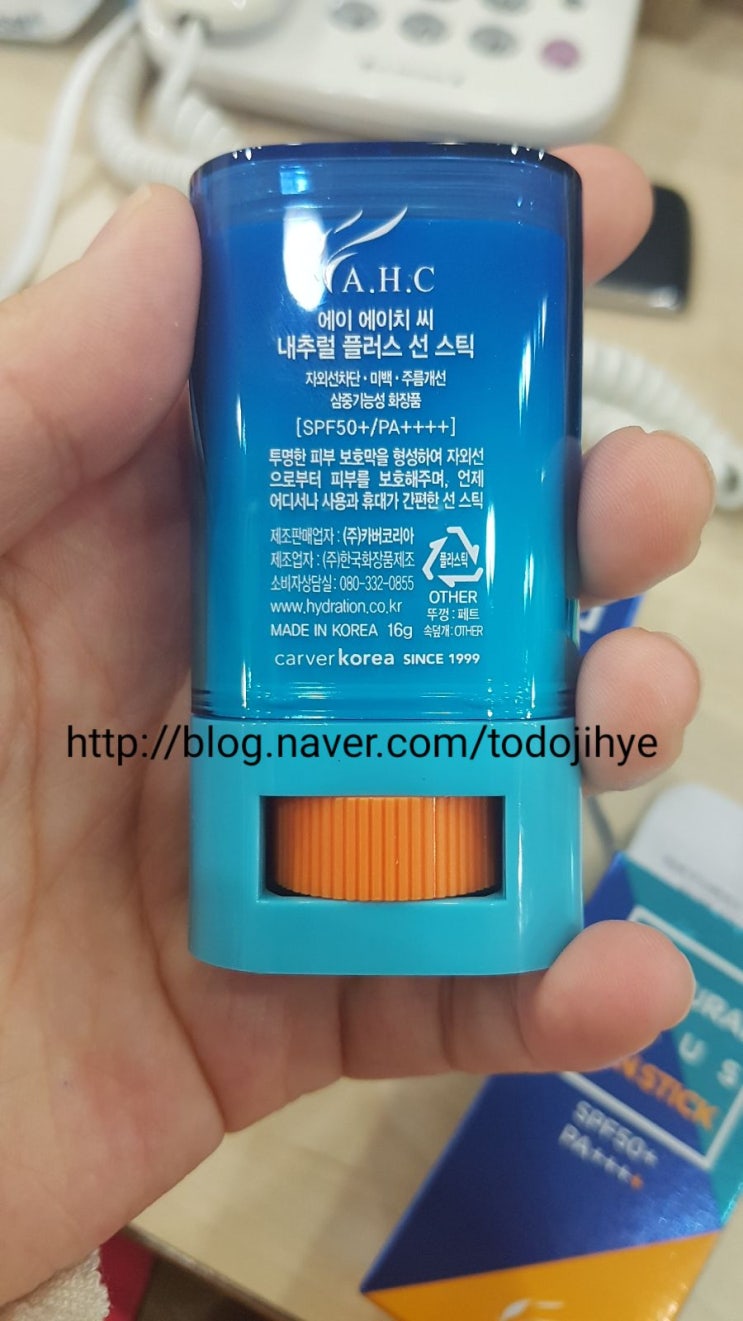 A.H.C
에이 에이치 씨
내추럴 플러스 선 스틱
자외선차단·미백·주름개선
삼중기능성 화장품
[SPF50+/PA++++]
투명한 피부 보호막을 형성하여 자외선
으로부터 피부를 보호해주며, 언제
어디서나 사용과 휴대가 간편한 선 스틱
제조판매업자 : (주)카버코리아
제조업자 : (주)한국화장품제조
소비자상담실: 080-332-0855
www.hydration.co.kr
MADE IN KOREA 16g
플라스틱
OTHER
뚜껑 : 페트
속덮개: OTHER
carverkorea SINCE 1999
http://blog.naver.com/todojihye
URA
U S
NSTICK
SPF50+
PA++++